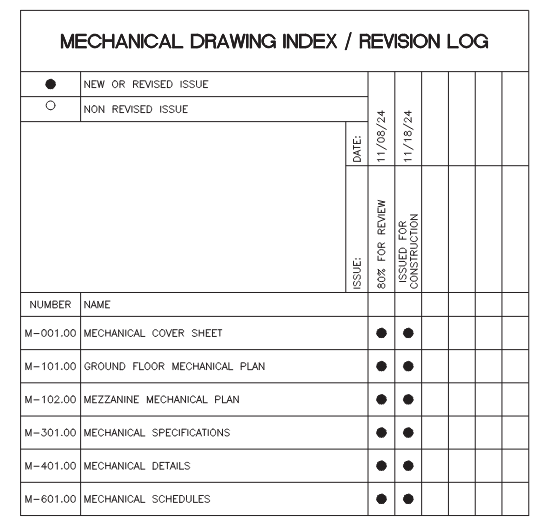 MECHANICAL DRAWING INDEX / REVISION LOG
NEW OR REVISED ISSUE
NON REVISED ISSUE
DATE:
11/08/24
11/18/24
ISSUE:
80% FOR REVIEW
ISSUED FOR
CONSTRUCTION
NUMBER NAME
M-001.00 MECHANICAL COVER SHEET
M-101.00 GROUND FLOOR MECHANICAL PLAN
M-102.00 MEZZANINE MECHANICAL PLAN
M-301.00 MECHANICAL SPECIFICATIONS
M-401.00 MECHANICAL DETAILS
M-601.00 MECHANICAL SCHEDULES